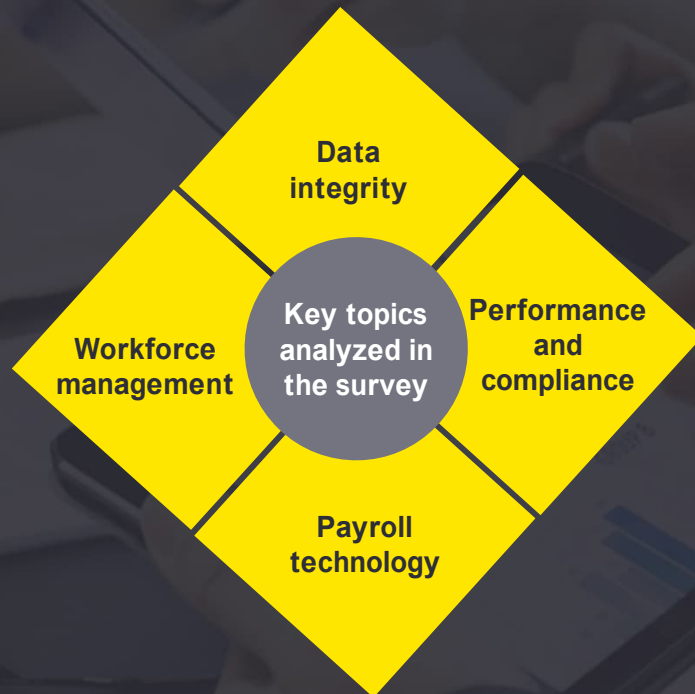 Data
integrity
Key topics
analyzed in
the survey
Performance
and
compliance
Workforce
management
Payroll
technology